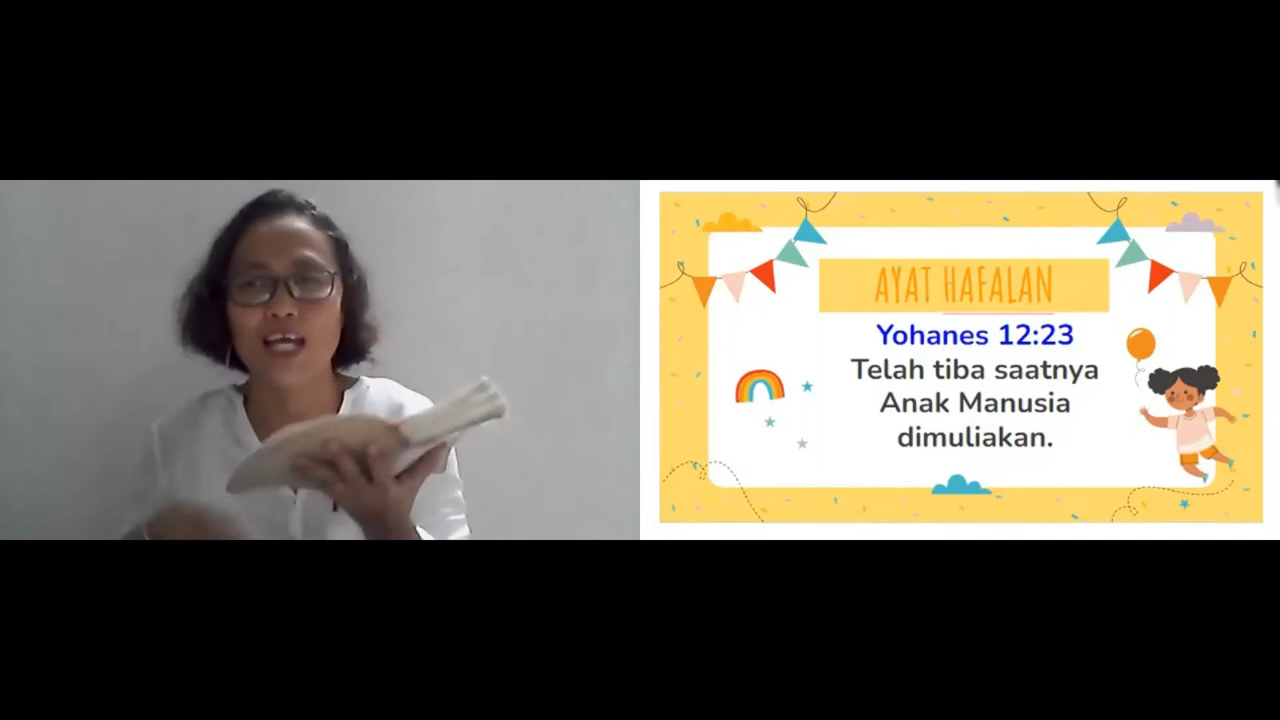 AYAT HAFALAN
Yohanes 12:23
Telah tiba saatnya
Anak Manusia
dimuliakan.